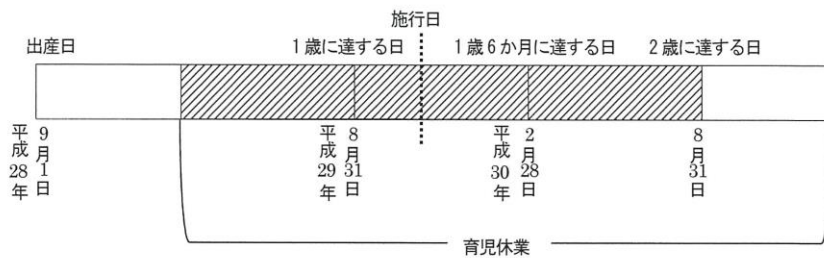 施行日
出産日
1歳に達する日
1歳6か月に達する日
2歳に達する日
平成28年
9月1日
平成29年
8月31日
平成30年
2月28日
8月31日
育児休業